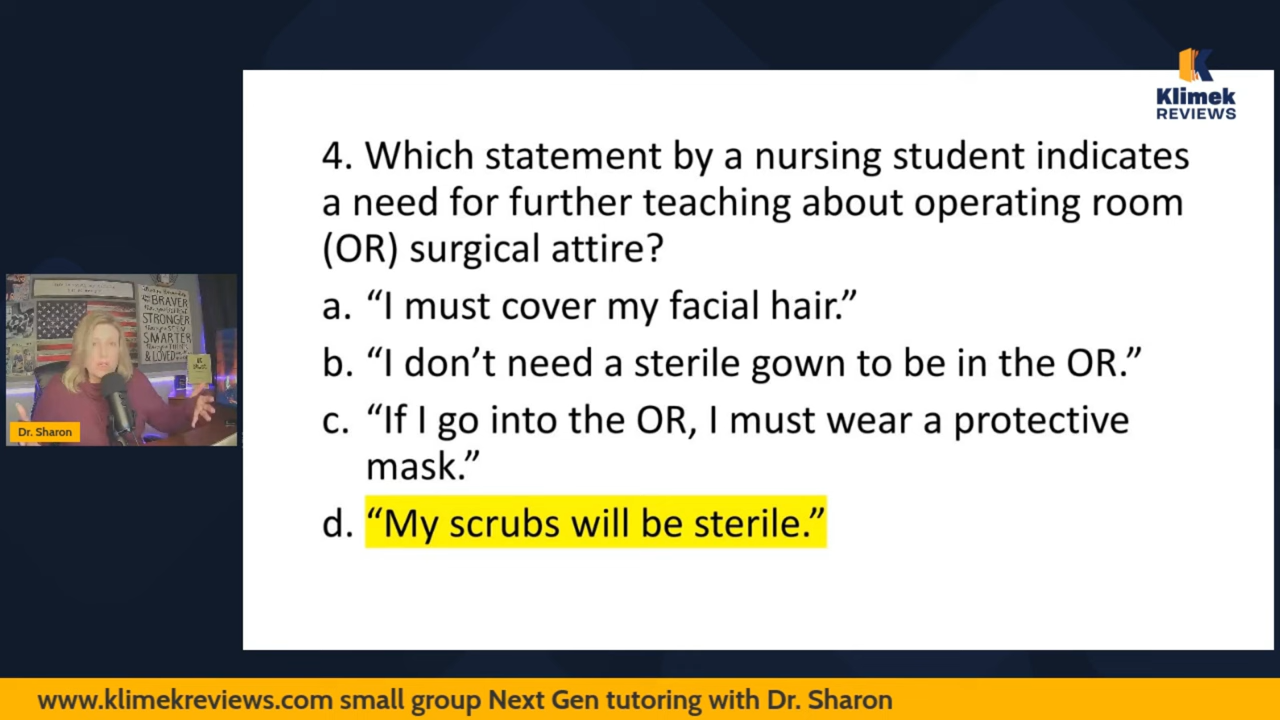 Klimek
REVIEWS
4. Which statement by a nursing student indicates
a need for further teaching about operating room
(OR) surgical attire?
a. “I must cover my facial hair.”
b. “I don’t need a sterile gown to be in the OR.”
c. “If I go into the OR, I must wear a protective
mask.”
d. “My scrubs will be sterile.”
BRAVER
STRONGER
SMARTER
& LOVED
Dr. Sharon
www.klimekreviews.com small group Next Gen tutoring with Dr. Sharon